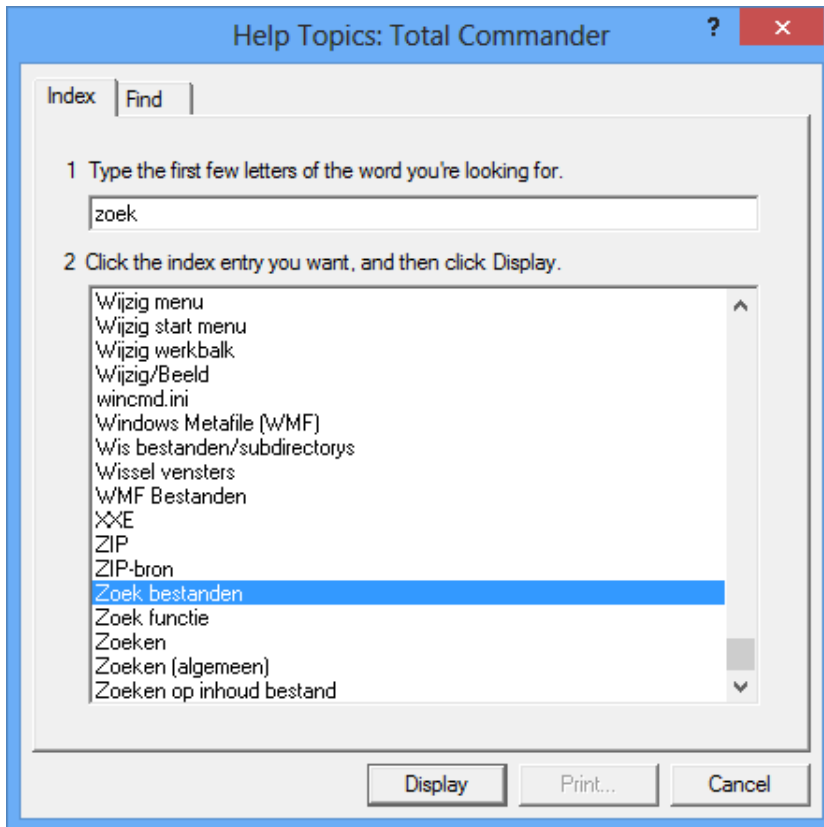 Help Topics: Total Commander ?
Index Find
1 Type the first few letters of the word you're looking for.
zoek
2 Click the index entry you want, and then click Display.
Wijzig menu
Wijzig start menu
Wijzig werkbalk
Wijzig/Beeld
wincmd.ini
Windows Metafile (WMF)
Wis bestanden/subdirectorys
Wissel vensters
WMF Bestanden
XXE
ZIP
ZIP-bron
Zoek bestanden
Zoek functie
Zoeken
Zoeken (algemeen)
Zoeken op inhoud bestand
Display Print... Cancel